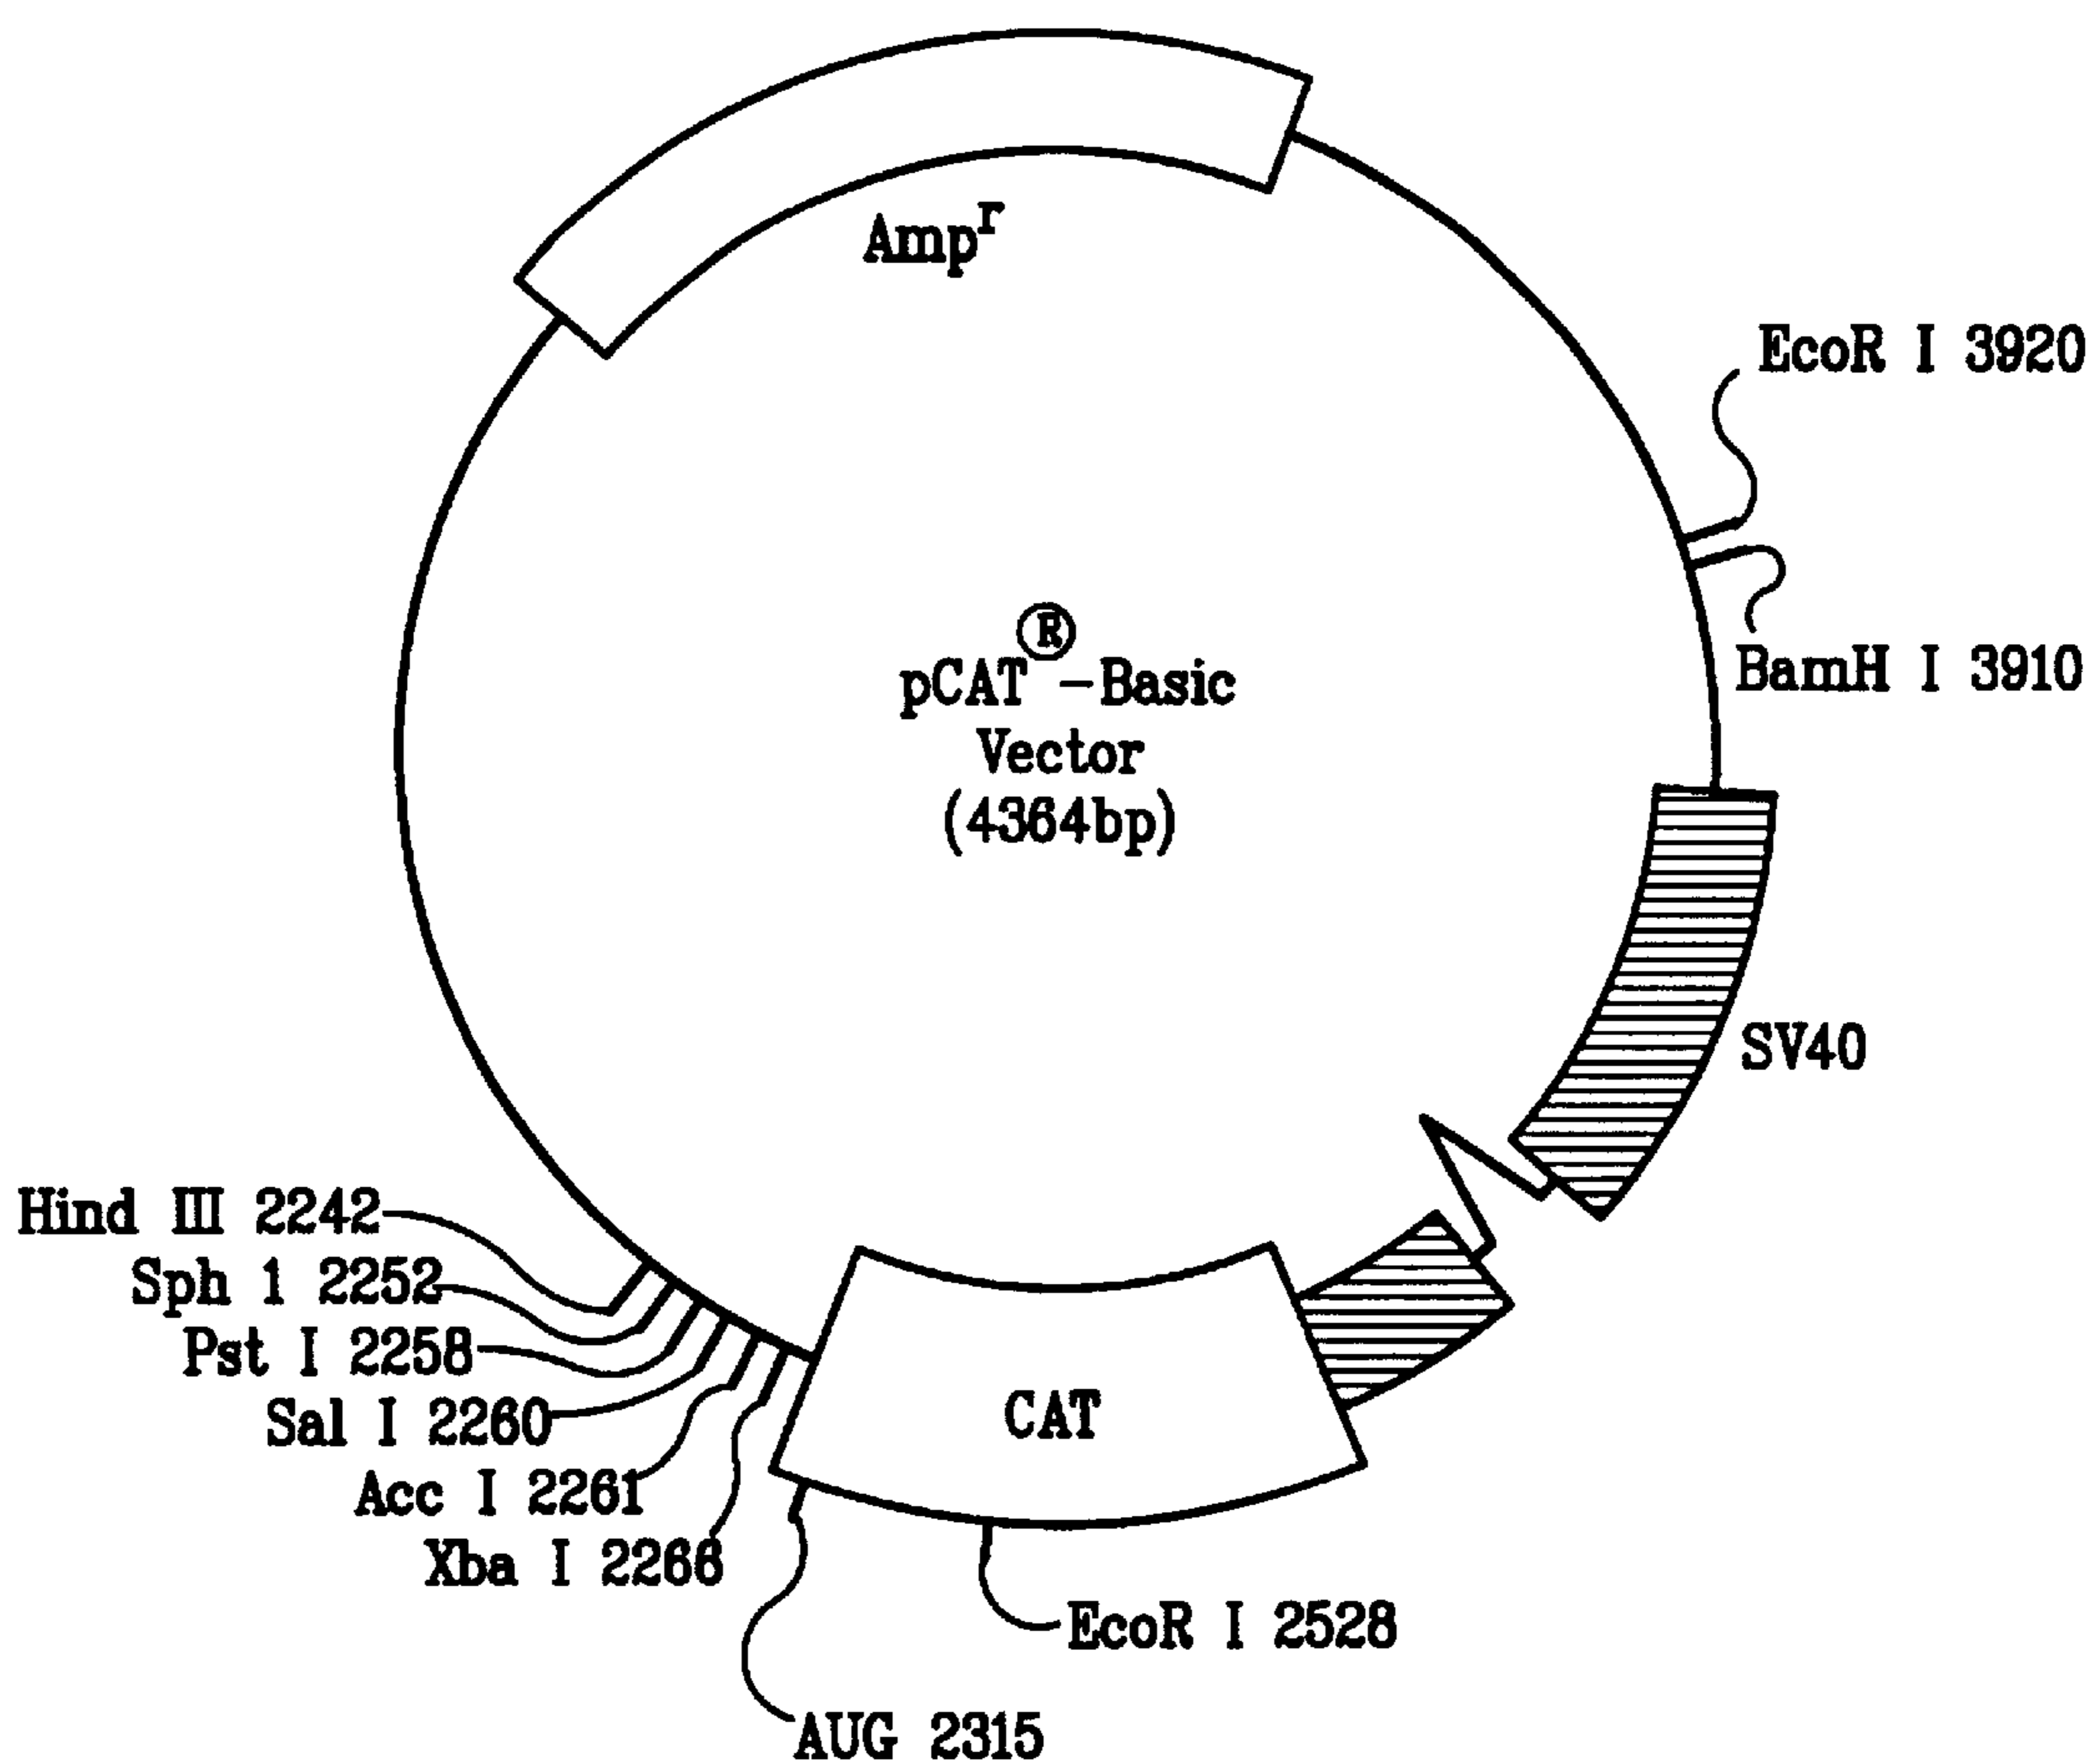 Amp^r
EcoR I 3920
BamH I 3910
pCAT®-Basic
Vector
(4364bp)
SV40
Hind III 2242
Sph 1 2252
Pst I 2258
Sal I 2260
Acc I 2261
Xba I 2266
CAT
EcoR I 2528
AUG 2315